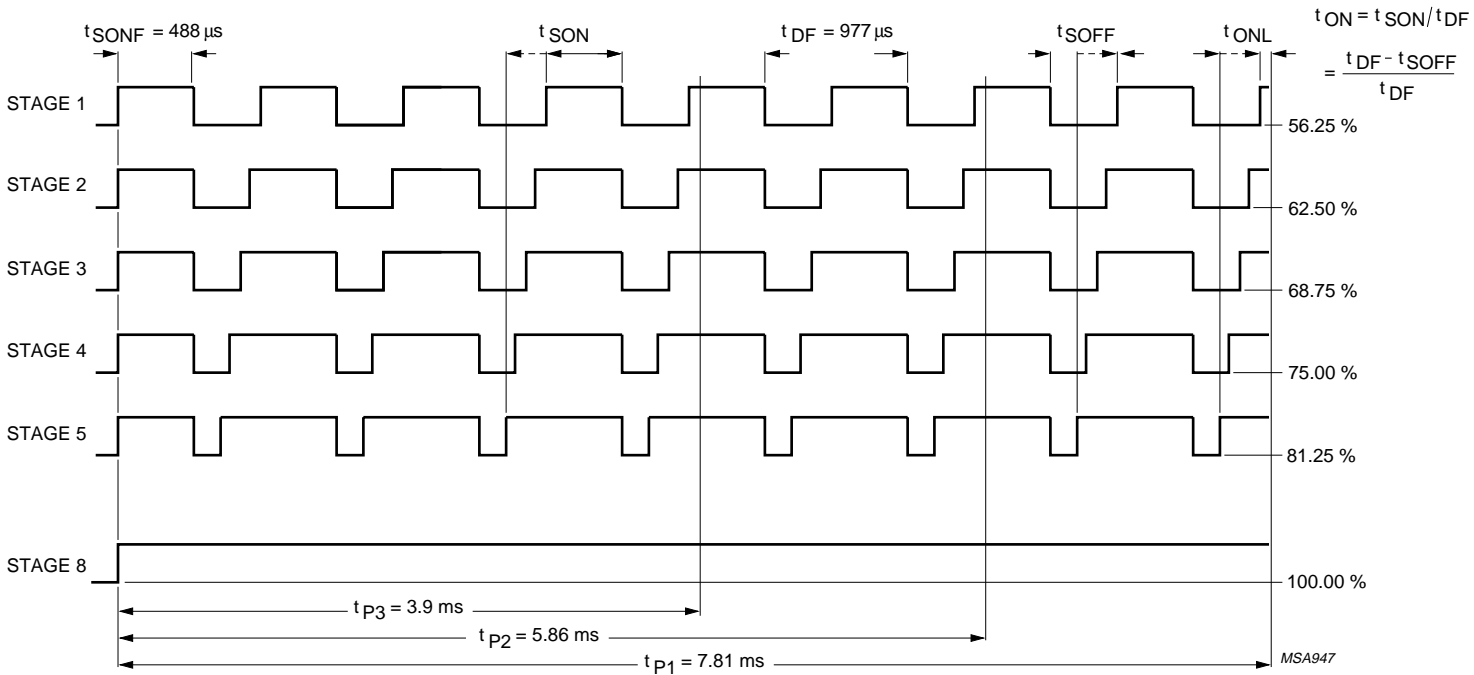 t SONF = 488 μs
t SON
t DF = 977 μs
t SOFF
t ONL
t ON = t SON / t DF
= t DF - t SOFF
t DF
STAGE 1
56.25 %
STAGE 2
62.50 %
STAGE 3
68.75 %
STAGE 4
75.00 %
STAGE 5
81.25 %
STAGE 8
100.00 %
t P3 = 3.9 ms
t P2 = 5.86 ms
t P1 = 7.81 ms
MSA947